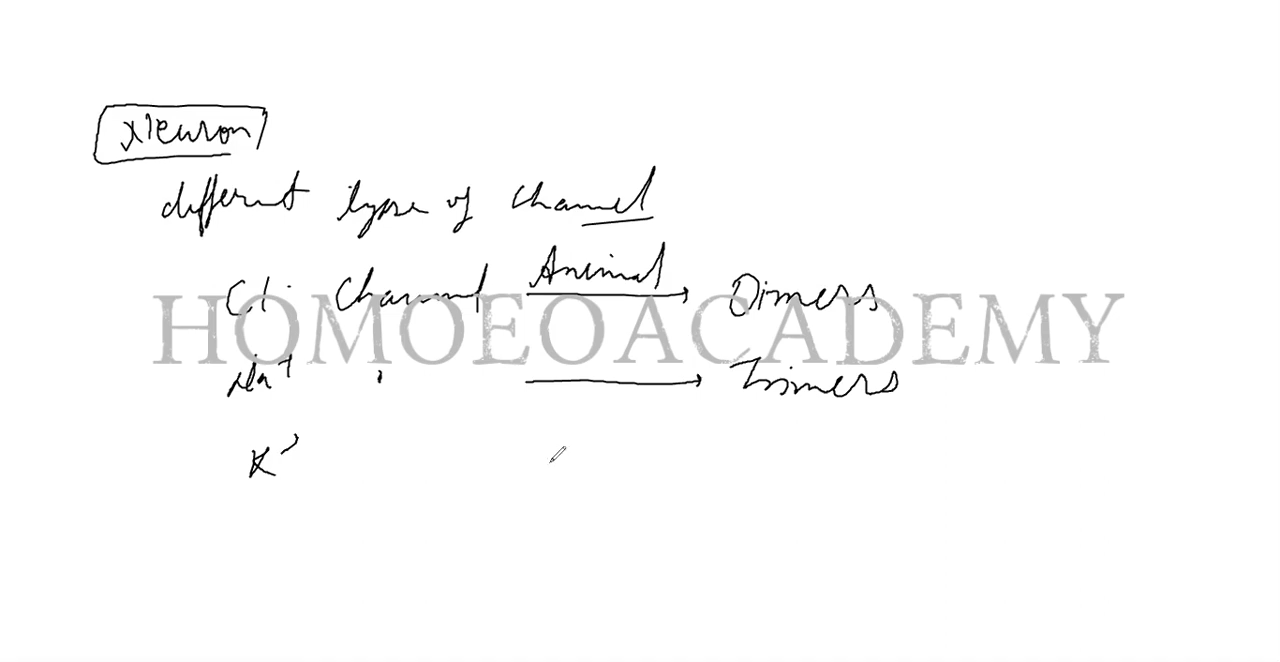 Neuron
different type of channel
Cl- Channel Animal → Dimers
HOMOEOACADEMY
Na+ → Trimers
K+